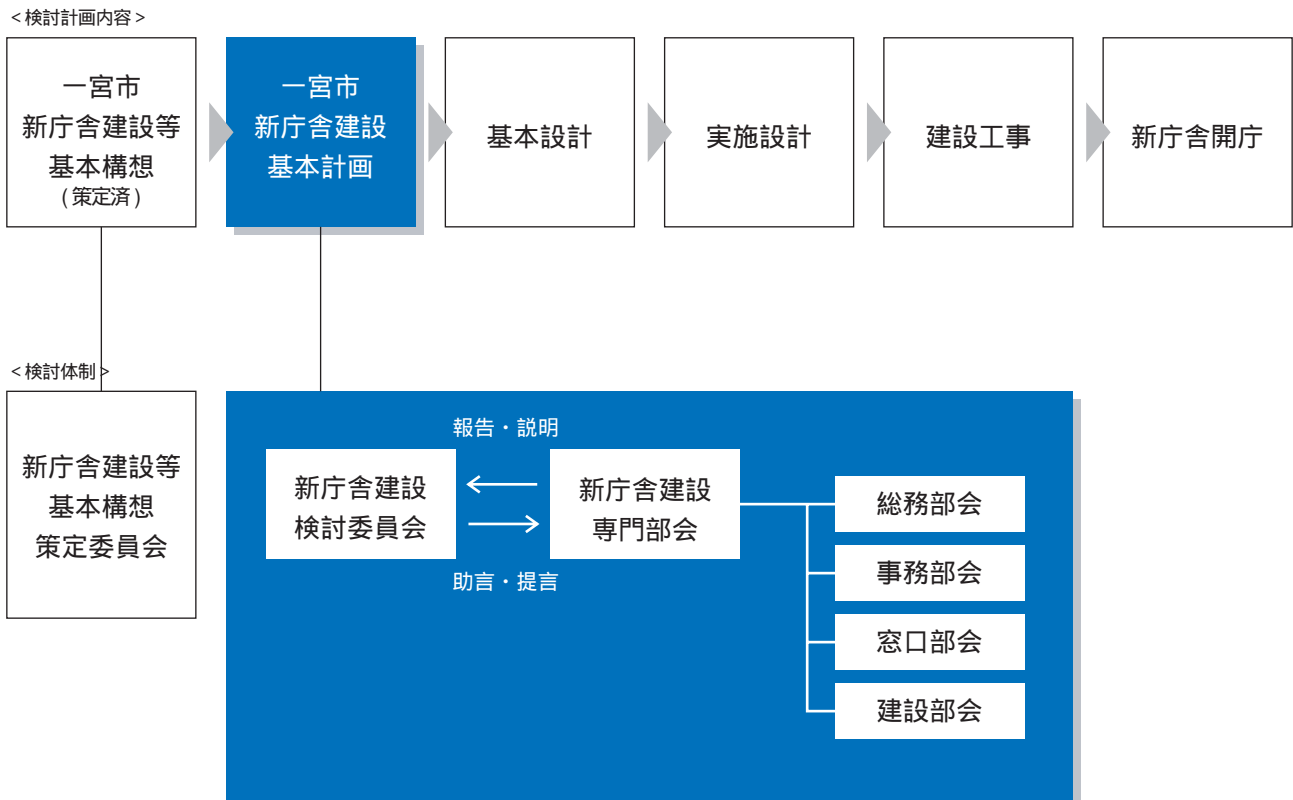 ＜検討計画内容＞
一宮市
新庁舎建設等
基本構想
(策定済)
一宮市
新庁舎建設
基本計画
基本設計
実施設計
建設工事
新庁舎開庁
＜検討体制＞
新庁舎建設等
基本構想
策定委員会
報告・説明
新庁舎建設
検討委員会
新庁舎建設
専門部会
助言・提言
総務部会
事務部会
窓口部会
建設部会